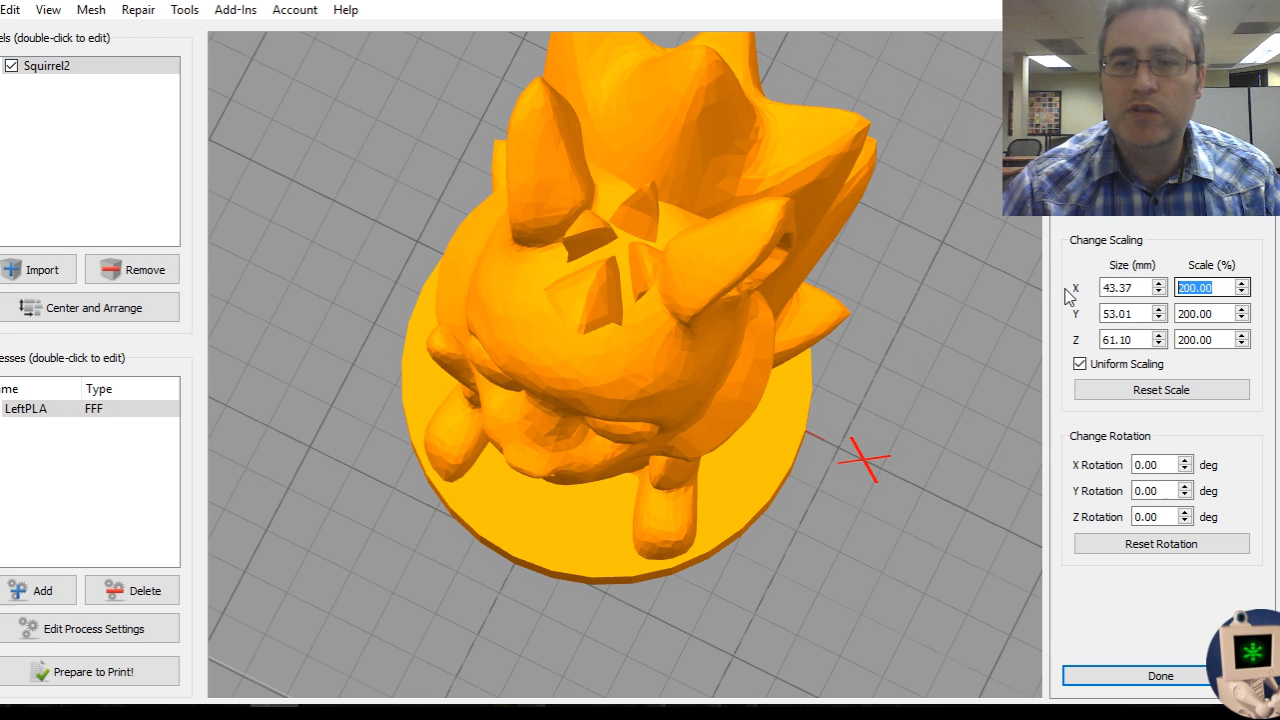 Edit View Mesh Repair Tools Add-Ins Account Help
els (double-click to edit)
Squirrel2
Import Remove
Center and Arrange
esses (double-click to edit)
me Type
LeftPLA FFF
Add Delete
Edit Process Settings
Prepare to Print!
Change Scaling
Size (mm) Scale (%)
X 43.37 200.00
Y 53.01 200.00
Z 61.10 200.00
Uniform Scaling
Reset Scale
Change Rotation
X Rotation 0.00 deg
Y Rotation 0.00 deg
Z Rotation 0.00 deg
Reset Rotation
Done